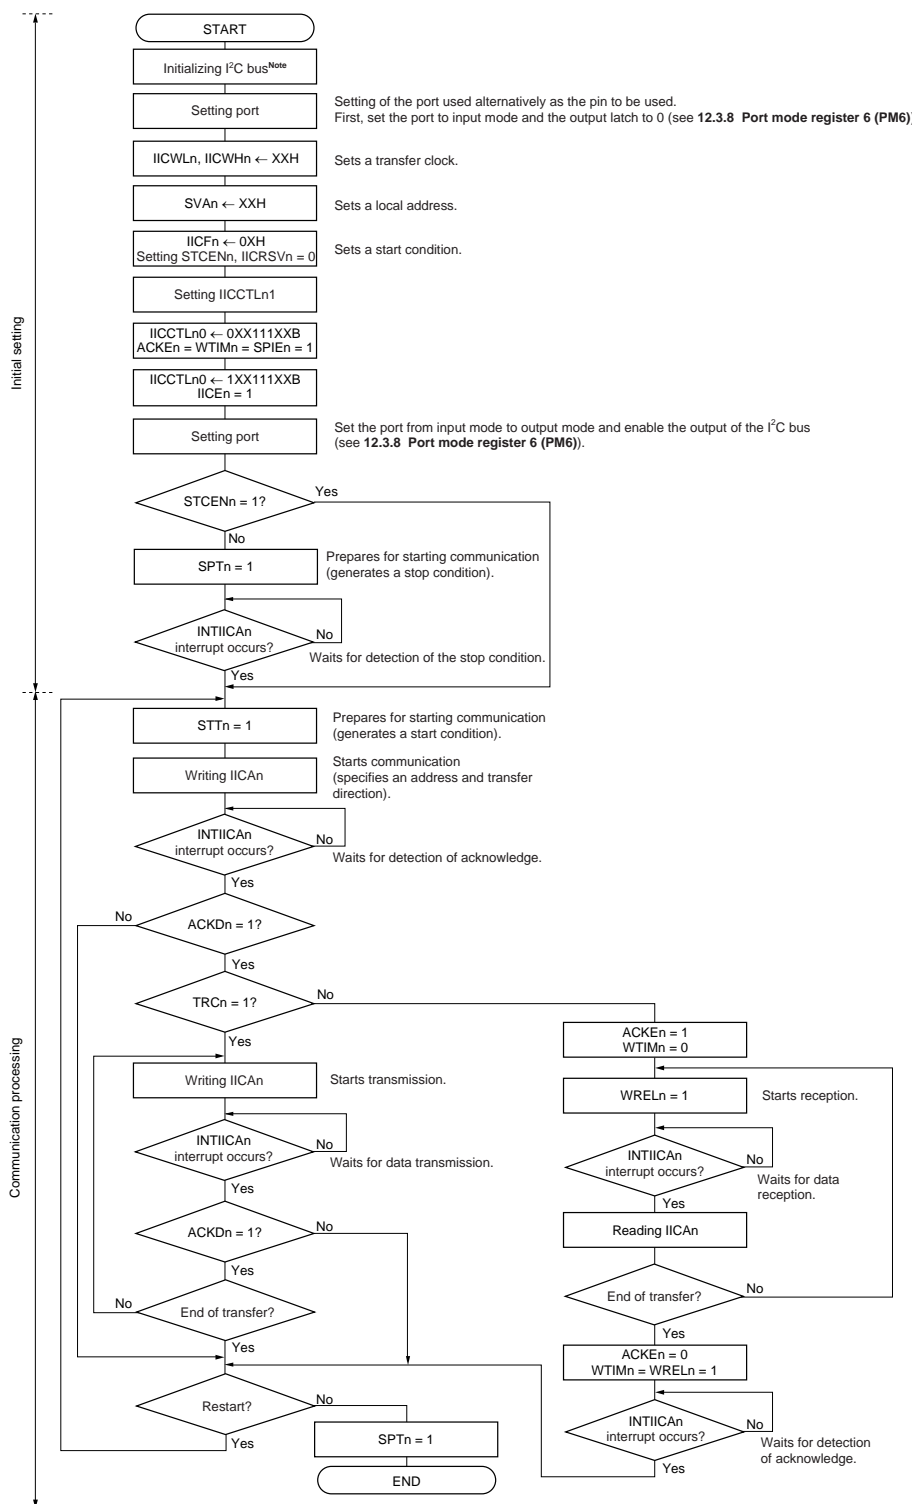 START
Initializing I²C bus^Note
Setting port
Setting of the port used alternatively as the pin to be used.
First, set the port to input mode and the output latch to 0 (see 12.3.8 Port mode register 6 (PM6)
IICWLn, IICWHn ← XXH
Sets a transfer clock.
SVAn ← XXH
Sets a local address.
IICFn ← 0XH
Setting STCENn, IICRSVn = 0
Sets a start condition.
Setting IICCTLn1
IICCTLn0 ← 0XX111XXB
ACKEn = WTIMn = SPIEn = 1
IICCTLn0 ← 1XX111XXB
IICEn = 1
Setting port
Set the port from input mode to output mode and enable the output of the I²C bus
(see 12.3.8 Port mode register 6 (PM6)).
Initial setting
STCENn = 1?
Yes
No
SPTn = 1
Prepares for starting communication
(generates a stop condition).
INTIICAn
interrupt occurs?
No
Waits for detection of the stop condition.
Yes
STTn = 1
Prepares for starting communication
(generates a start condition).
Writing IICAn
Starts communication
(specifies an address and transfer
direction).
INTIICAn
interrupt occurs?
No
Waits for detection of acknowledge.
Yes
ACKDn = 1?
No
Yes
TRCn = 1?
No
Yes
Communication processing
Writing IICAn
Starts transmission.
INTIICAn
interrupt occurs?
No
Waits for data transmission.
Yes
ACKDn = 1?
No
Yes
End of transfer?
No
Yes
Restart?
No
Yes
SPTn = 1
END
ACKEn = 1
WTIMn = 0
WRELn = 1
Starts reception.
INTIICAn
interrupt occurs?
No
Waits for data
reception.
Yes
Reading IICAn
End of transfer?
No
Yes
ACKEn = 0
WTIMn = WRELn = 1
INTIICAn
interrupt occurs?
No
Waits for detection
of acknowledge.
Yes